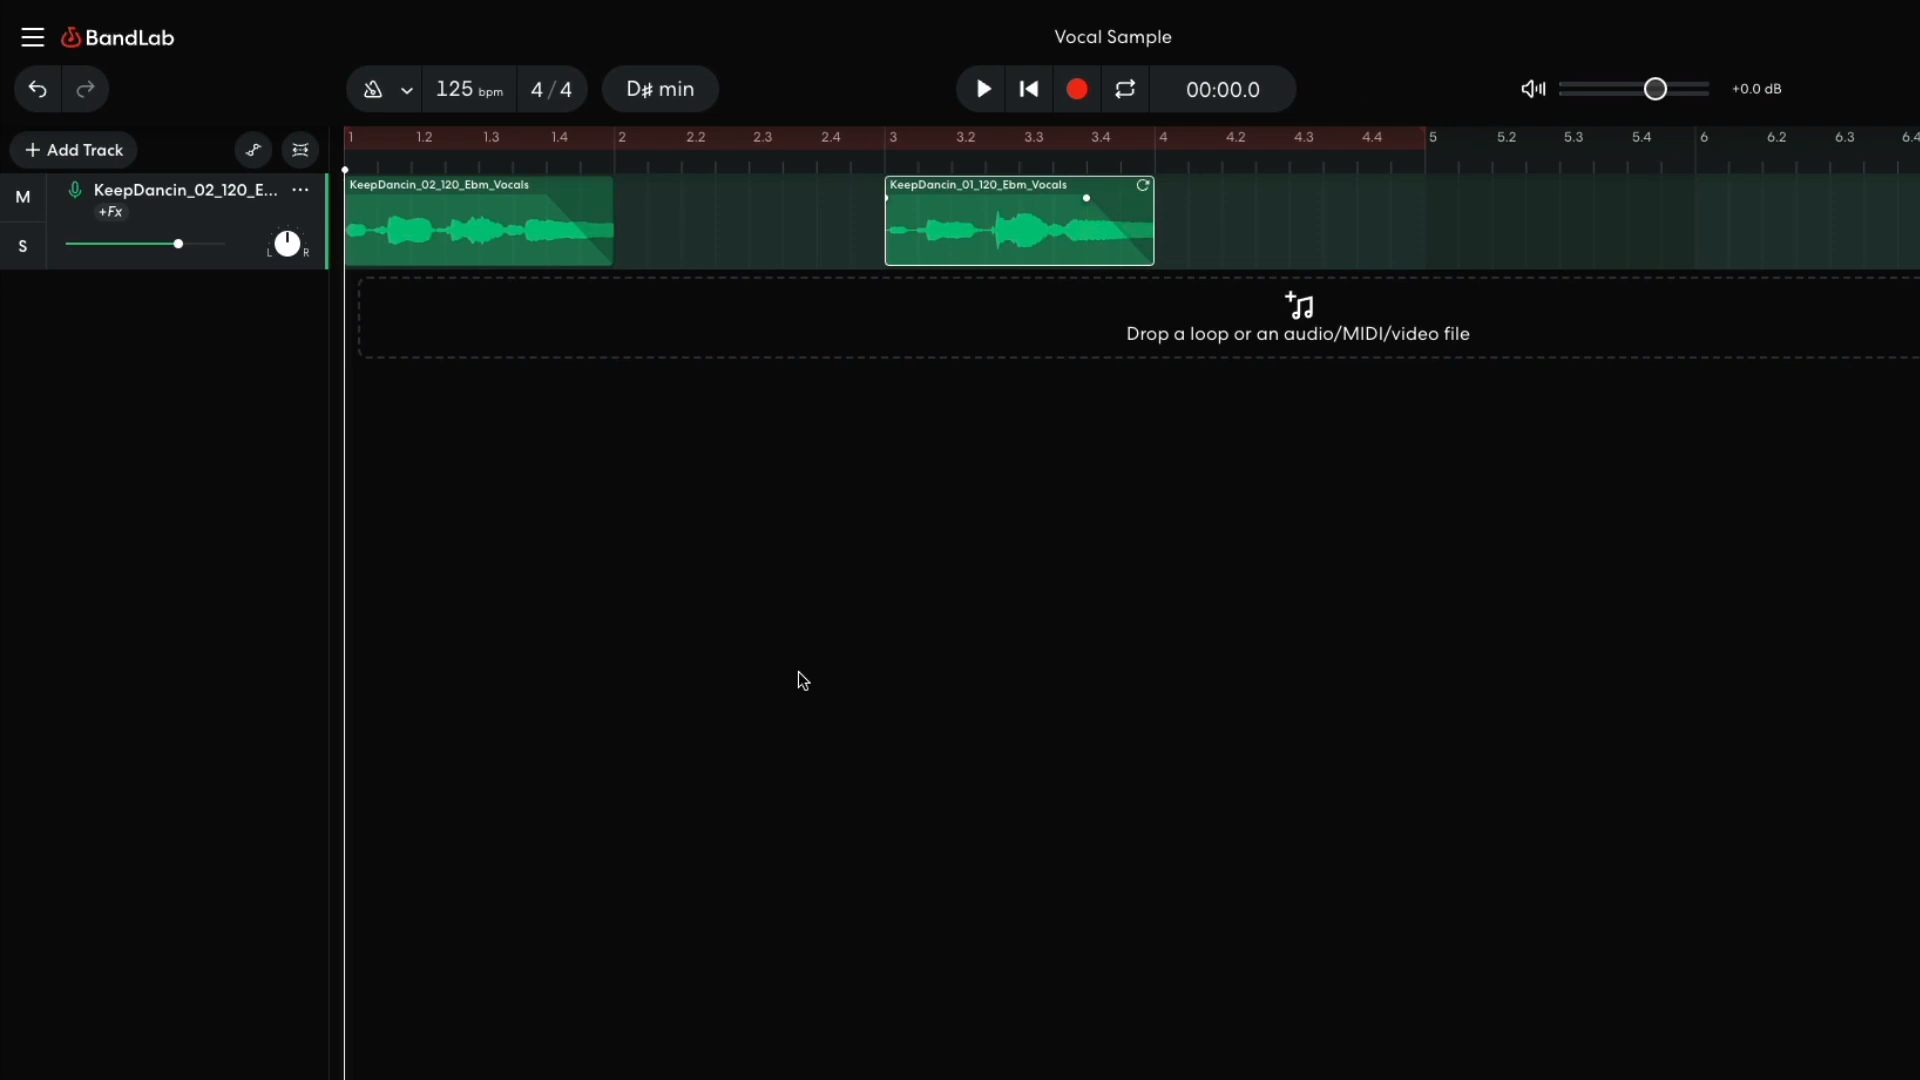 BandLab
Vocal Sample
125 bpm
4/4
D♯ min
00:00.0
+0.0 dB
+ Add Track
1 1.2 1.3 1.4 2 2.2 2.3 2.4 3 3.2 3.3 3.4 4 4.2 4.3 4.4 5 5.2 5.3 5.4 6 6.2 6.3 6.4
M
KeepDancin_02_120_E...
+Fx
S
L R
KeepDancin_02_120_Ebm_Vocals
KeepDancin_01_120_Ebm_Vocals
Drop a loop or an audio/MIDI/video file